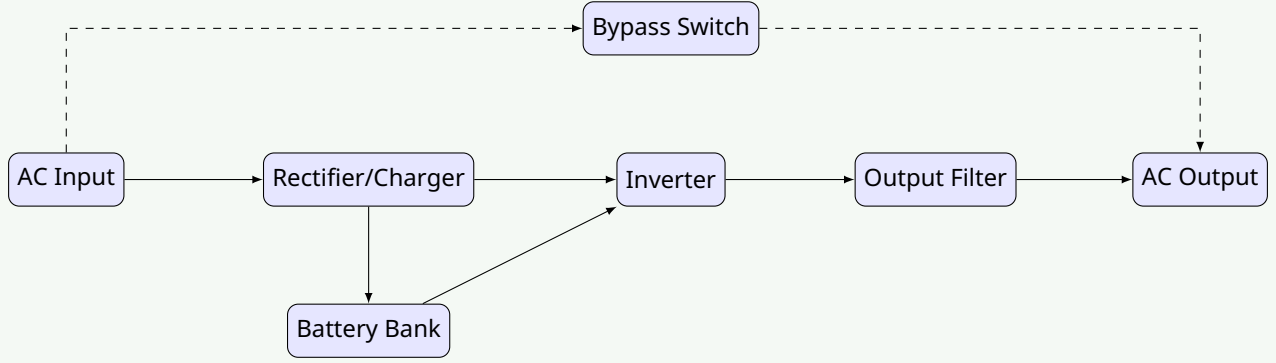 Bypass Switch
AC Input
Rectifier/Charger
Inverter
Output Filter
AC Output
Battery Bank